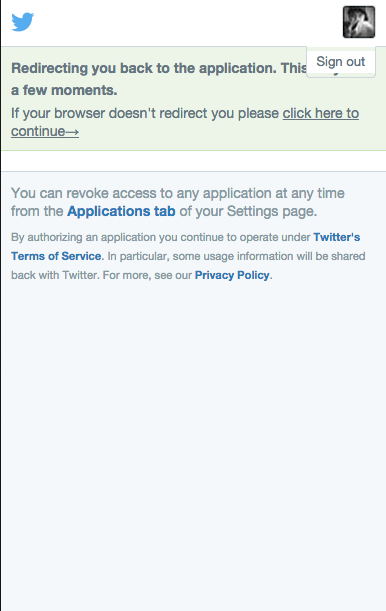 Sign out
Redirecting you back to the application. This
a few moments.
If your browser doesn't redirect you please click here to
continue→
You can revoke access to any application at any time
from the Applications tab of your Settings page.
By authorizing an application you continue to operate under Twitter's
Terms of Service. In particular, some usage information will be shared
back with Twitter. For more, see our Privacy Policy.